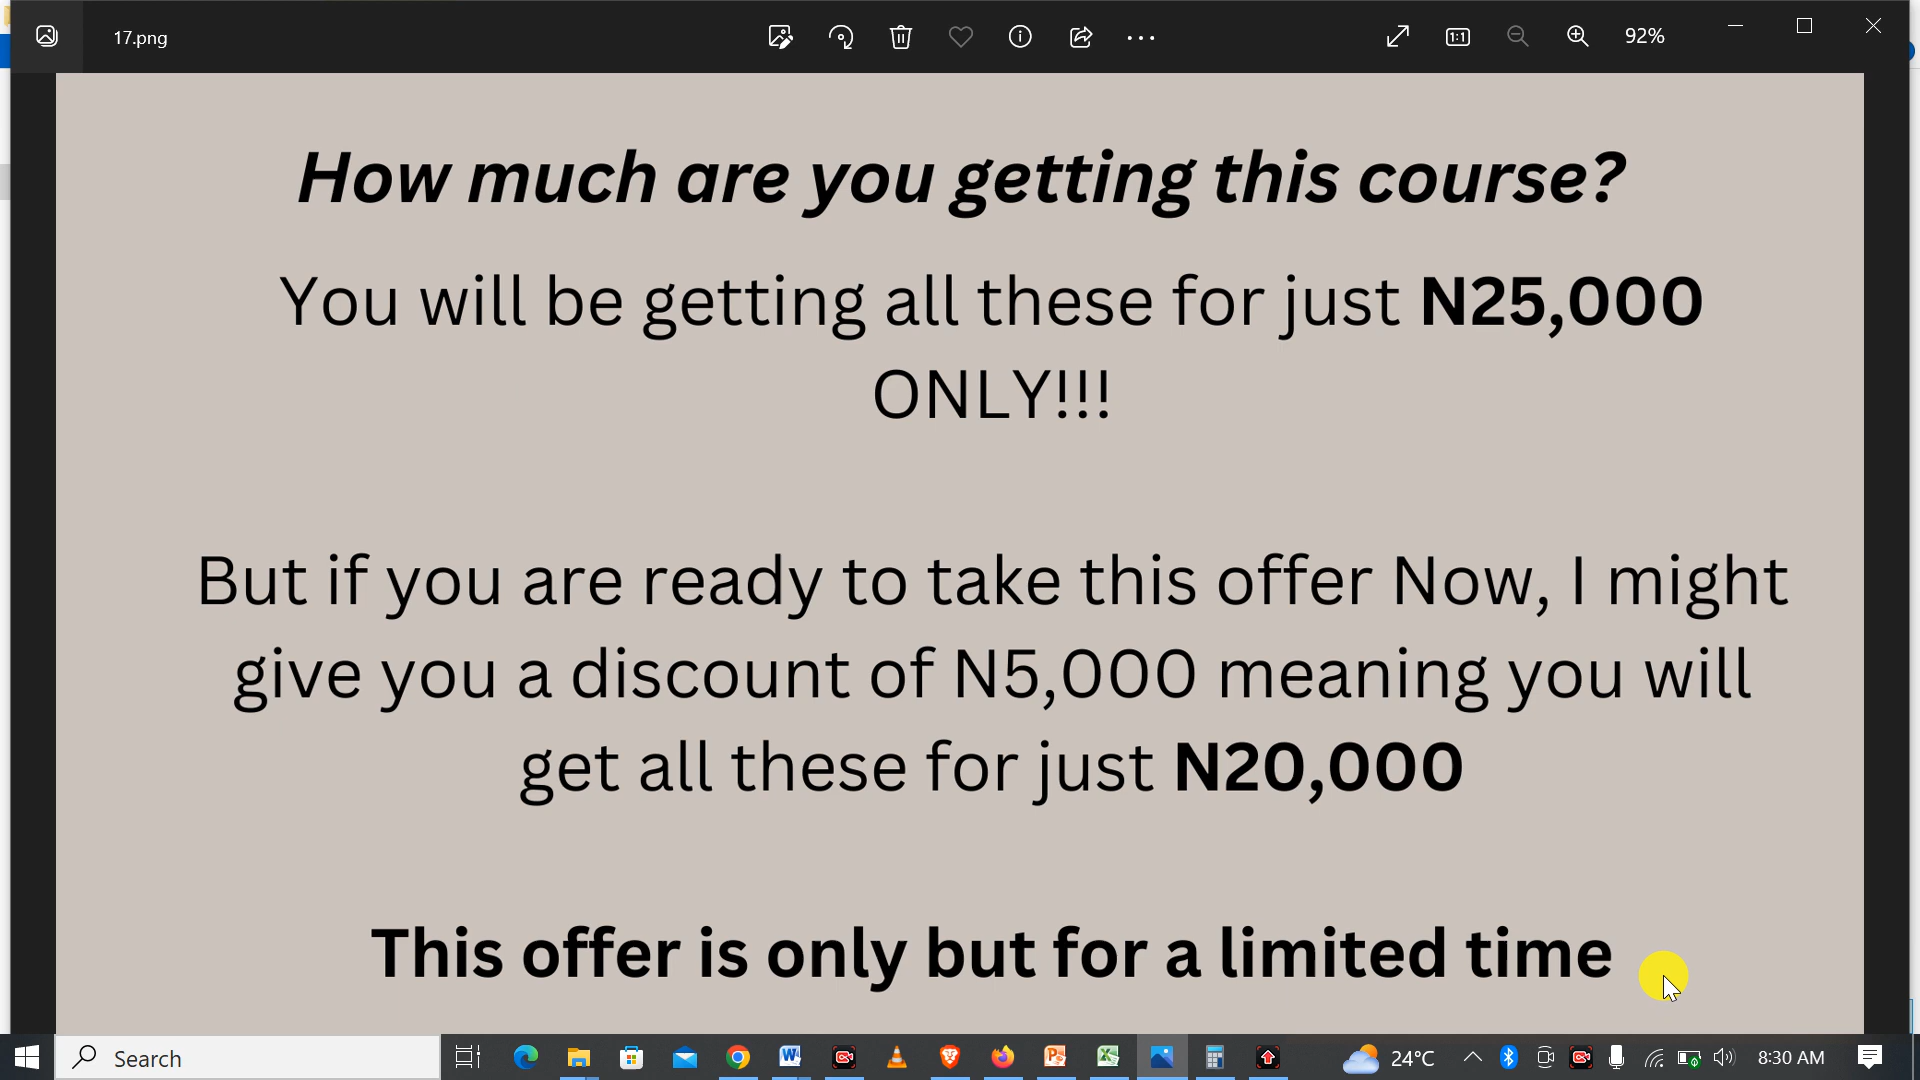 17.png
92%
How much are you getting this course?
You will be getting all these for just N25,000
ONLY!!!
But if you are ready to take this offer Now, I might
give you a discount of N5,000 meaning you will
get all these for just N20,000
This offer is only but for a limited time
Search
24°C
8:30 AM